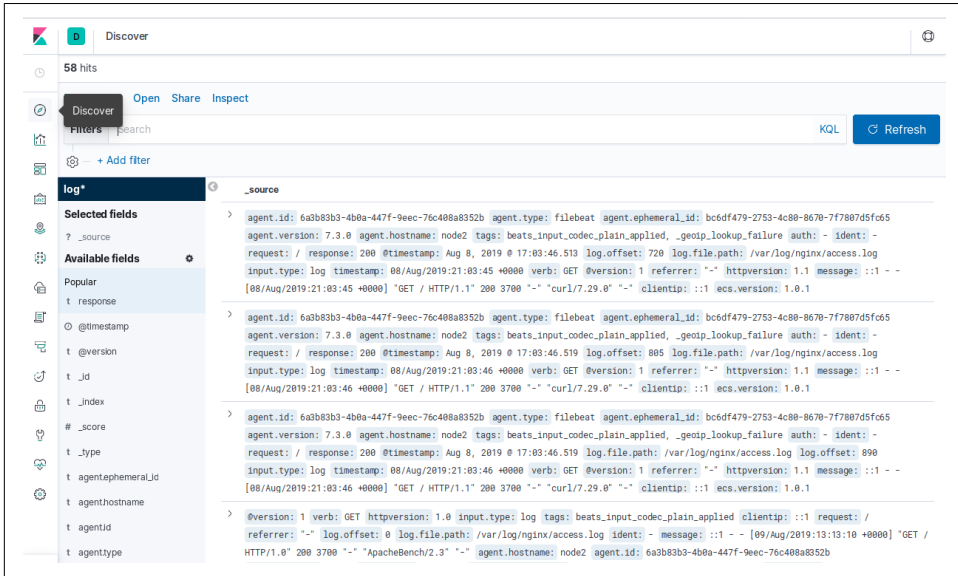 D Discover
58 hits
Open Share Inspect
Discover
Filters Search KQL Refresh
+ Add filter
log*
Selected fields
? _source
Available fields
Popular
t response
@timestamp
t @version
t _id
t _index
# _score
t _type
t agent.ephemeral_id
t agent.hostname
t agent.id
t agent.type
_source
agent.id: 6a3b83b3-4b0a-447f-9eec-76c408a8352b agent.type: filebeat agent.ephemeral_id: bc6df479-2753-4c80-8670-7f7807d5fc65
agent.version: 7.3.0 agent.hostname: node2 tags: beats_input_codec_plain_applied, _geoip_lookup_failure auth: - ident: -
request: / response: 200 @timestamp: Aug 8, 2019 @ 17:03:46.513 log.offset: 720 log.file.path: /var/log/nginx/access.log
input.type: log timestamp: 08/Aug/2019:21:03:45 +0000 verb: GET @version: 1 referrer: "-" httpversion: 1.1 message: ::1 - -
[08/Aug/2019:21:03:45 +0000] "GET / HTTP/1.1" 200 3700 "-" "curl/7.29.0" "-" clientip: ::1 ecs.version: 1.0.1
agent.id: 6a3b83b3-4b0a-447f-9eec-76c408a8352b agent.type: filebeat agent.ephemeral_id: bc6df479-2753-4c80-8670-7f7807d5fc65
agent.version: 7.3.0 agent.hostname: node2 tags: beats_input_codec_plain_applied, _geoip_lookup_failure auth: - ident: -
request: / response: 200 @timestamp: Aug 8, 2019 @ 17:03:46.519 log.offset: 805 log.file.path: /var/log/nginx/access.log
input.type: log timestamp: 08/Aug/2019:21:03:46 +0000 verb: GET @version: 1 referrer: "-" httpversion: 1.1 message: ::1 - -
[08/Aug/2019:21:03:46 +0000] "GET / HTTP/1.1" 200 3700 "-" "curl/7.29.0" "-" clientip: ::1 ecs.version: 1.0.1
agent.id: 6a3b83b3-4b0a-447f-9eec-76c408a8352b agent.type: filebeat agent.ephemeral_id: bc6df479-2753-4c80-8670-7f7807d5fc65
agent.version: 7.3.0 agent.hostname: node2 tags: beats_input_codec_plain_applied, _geoip_lookup_failure auth: - ident: -
request: / response: 200 @timestamp: Aug 8, 2019 @ 17:03:46.519 log.file.path: /var/log/nginx/access.log log.offset: 890
input.type: log timestamp: 08/Aug/2019:21:03:46 +0000 verb: GET @version: 1 referrer: "-" httpversion: 1.1 message: ::1 - -
[08/Aug/2019:21:03:46 +0000] "GET / HTTP/1.1" 200 3700 "-" "curl/7.29.0" "-" clientip: ::1 ecs.version: 1.0.1
@version: 1 verb: GET httpversion: 1.0 input.type: log tags: beats_input_codec_plain_applied clientip: ::1 request: /
referrer: "-" log.offset: 0 log.file.path: /var/log/nginx/access.log ident: - message: ::1 - - [09/Aug/2019:13:13:10 +0000] "GET /
HTTP/1.0" 200 3700 "-" "ApacheBench/2.3" "-" agent.hostname: node2 agent.id: 6a3b83b3-4b0a-447f-9eec-76c408a8352b